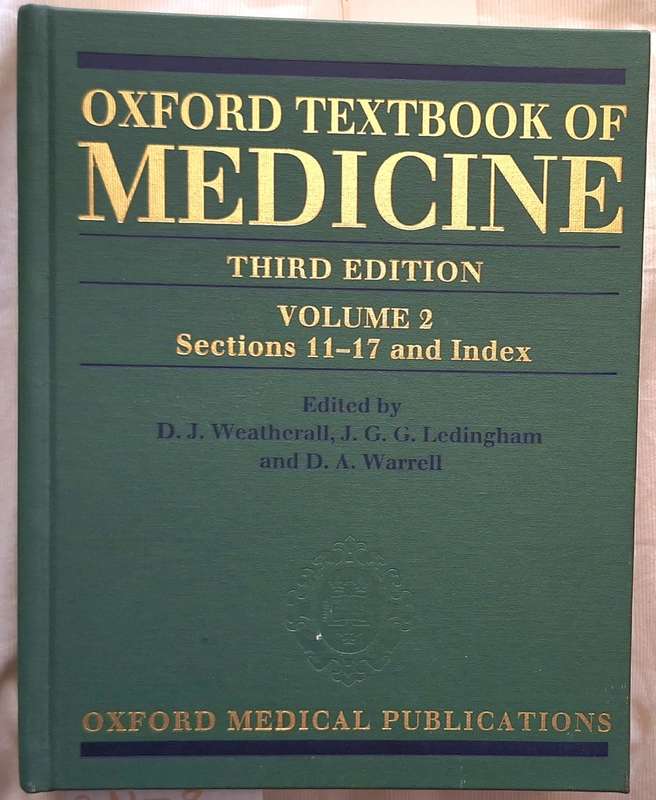 OXFORD TEXTBOOK OF
MEDICINE
THIRD EDITION
VOLUME 2
Sections 11–17 and Index
Edited by
D. J. Weatherall, J. G. G. Ledingham
and D. A. Warrell
OXFORD MEDICAL PUBLICATIONS